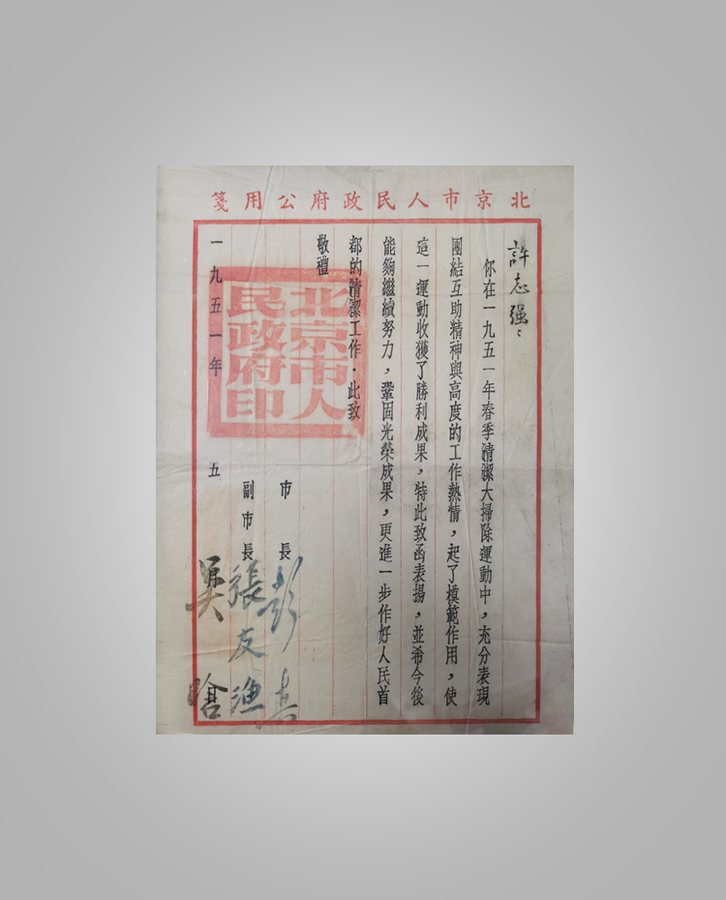 北京市人民政府公用箋
許志强：
你在一九五一年春季清潔大掃除運動中，充分表現
團結互助精神與高度的工作熱情，起了模範作用，使
這一運動收獲了勝利成果，特此致函表揚，並希今後
能夠繼續努力，鞏固光榮成果，更進一步作好人民首
都的清潔工作．此致
敬禮
市長 彭真
副市長 張友漁
吳晗
一九五一年 五月 日
北京市人
民政府印